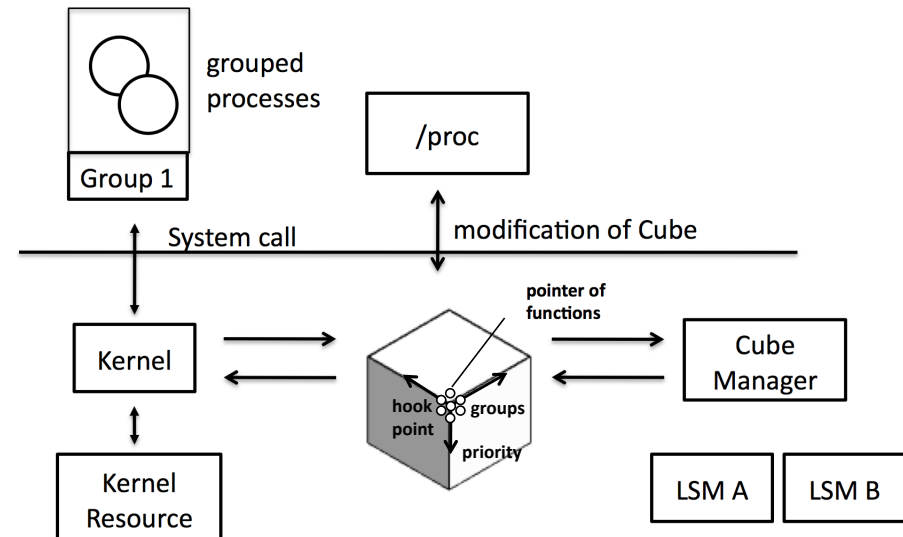 grouped
processes
Group 1
/proc
System call
modification of Cube
pointer of
functions
Kernel
hook
point
groups
priority
Cube
Manager
Kernel
Resource
LSM A
LSM B